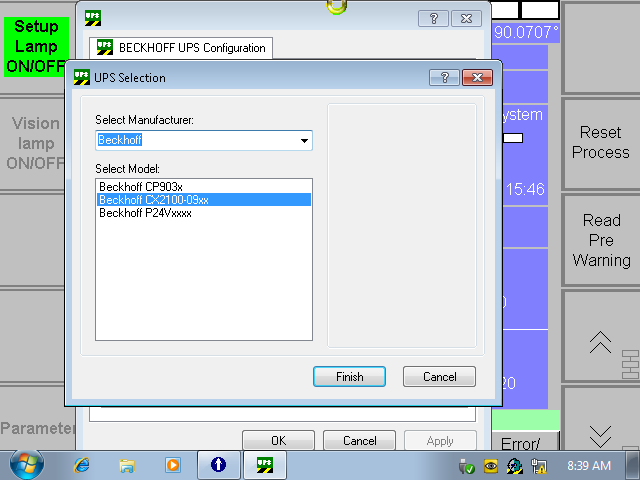 Setup
Lamp
ON/OFF
UPS
BECKHOFF UPS Configuration
90.0707°
UPS Selection
Select Manufacturer:
Beckhoff
Select Model:
Beckhoff CP903x
Beckhoff CX2100-09xx
Beckhoff P24Vxxxx
Finish
Cancel
Vision
lamp
ON/OFF
ystem
15:46
Reset
Process
Read
Pre
Warning
20
Parameter
OK
Cancel
Apply
Error/
8:39 AM